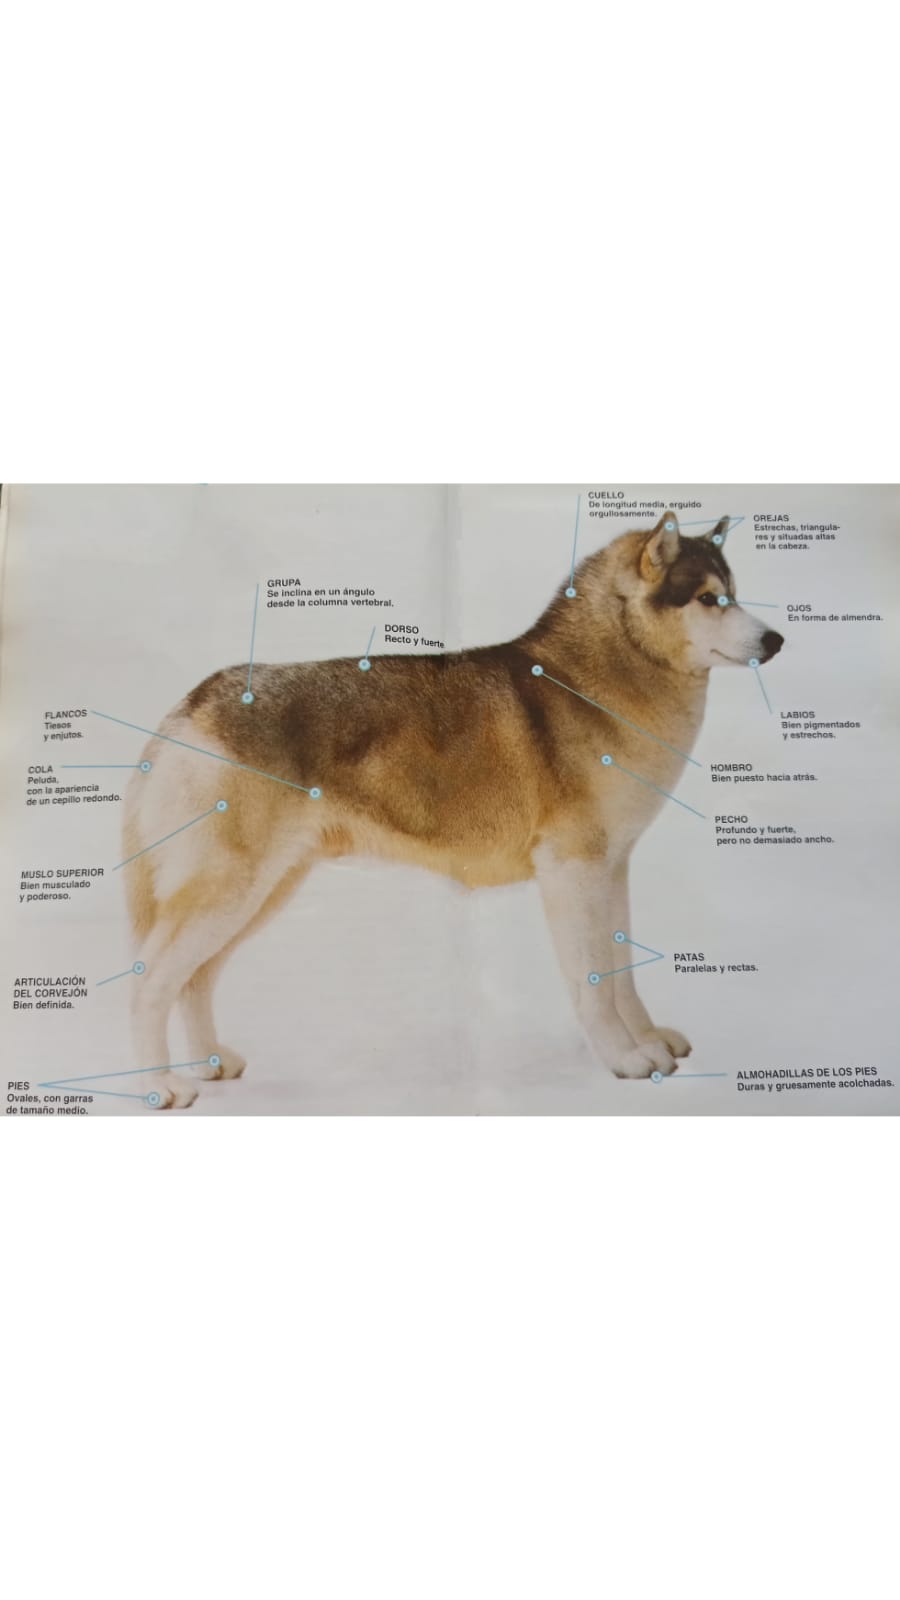 CUELLO
De longitud media, erguido
orgullosamente.
OREJAS
Estrechas, triangula-
res y situadas altas
en la cabeza.
GRUPA
Se inclina en un ángulo
desde la columna vertebral.
OJOS
En forma de almendra.
DORSO
Recto y fuerte
FLANCOS
Tiesos
y enjutos.
LABIOS
Bien pigmentados
y estrechos.
COLA
Peluda,
con la apariencia
de un cepillo redondo.
HOMBRO
Bien puesto hacia atrás.
PECHO
Profundo y fuerte,
pero no demasiado ancho.
MUSLO SUPERIOR
Bien musculado
y poderoso.
PATAS
Paralelas y rectas.
ARTICULACIÓN
DEL CORVEJÓN
Bien definida.
ALMOHADILLAS DE LOS PIES
Duras y gruesamente acolchadas.
PIES
Ovales, con garras
de tamaño medio.